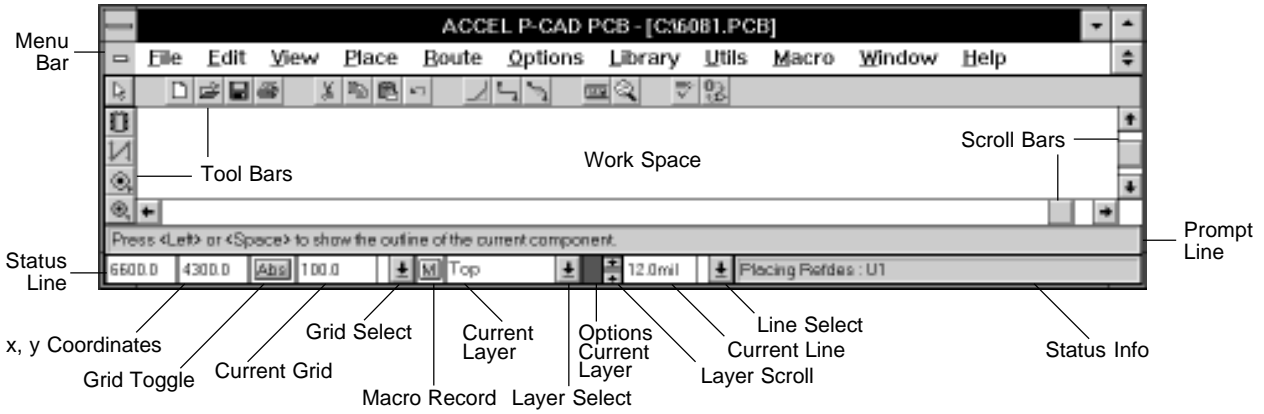 ACCEL P-CAD PCB - [C:\6081.PCB]
Menu
Bar
File Edit View Place Route Options Library Utils Macro Window Help
Scroll Bars
Work Space
Tool Bars
Press <Left> or <Space> to show the outline of the current component.
Prompt
Line
Status
Line
6600.0 4300.0 Abs 100.0 M Top 12.0mil Placing Refdes : U1
x, y Coordinates
Grid Toggle
Current Grid
Grid Select
Macro Record
Current
Layer
Layer Select
Options
Current
Layer
Layer Scroll
Current Line
Line Select
Status Info